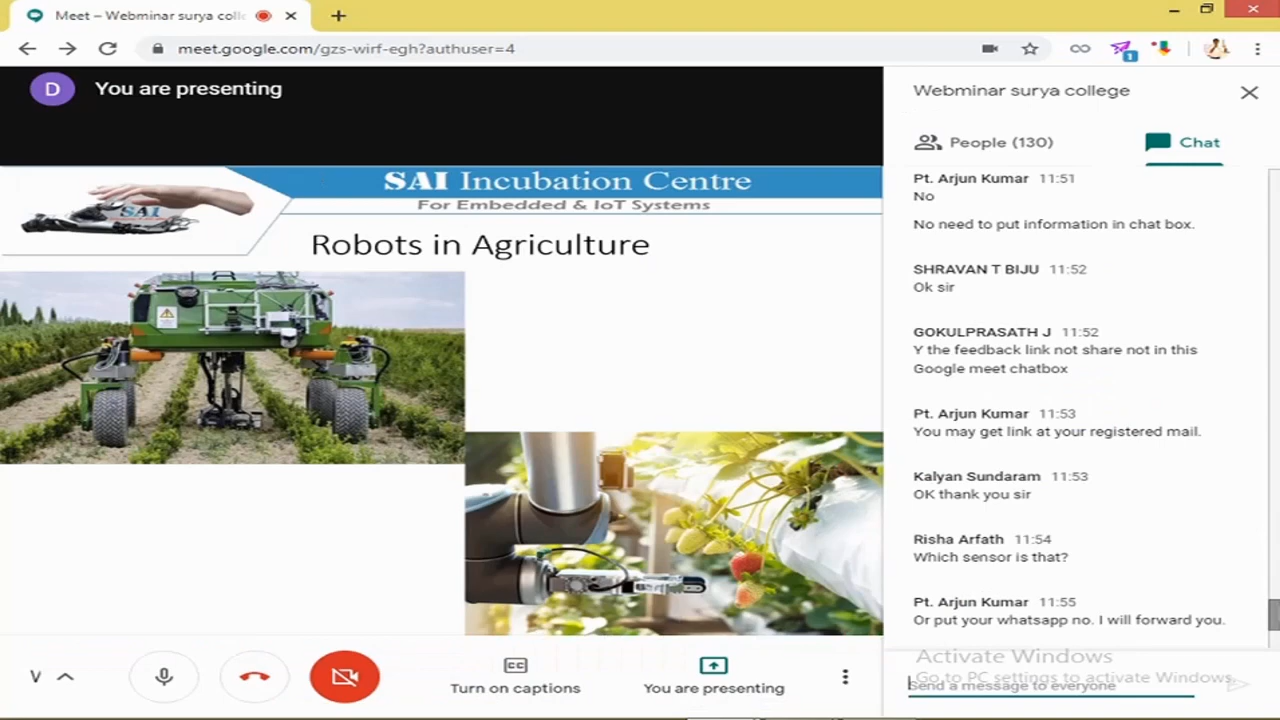 Meet – Webminar surya coll
meet.google.com/gzs-wirf-egh?authuser=4
1
D
You are presenting
SAI
SAI Incubation Centre
For Embedded & IoT Systems
Robots in Agriculture
V
Turn on captions
You are presenting
Webminar surya college
People (130)
Chat
Pt. Arjun Kumar 11:51
No
No need to put information in chat box.
SHRAVAN T BIJU 11:52
Ok sir
GOKULPRASATH J 11:52
Y the feedback link not share not in this
Google meet chatbox
Pt. Arjun Kumar 11:53
You may get link at your registered mail.
Kalyan Sundaram 11:53
OK thank you sir
Risha Arfath 11:54
Which sensor is that?
Pt. Arjun Kumar 11:55
Or put your whatsapp no. I will forward you.
Activate Windows
Go to PC settings to activate Windows.
Send a message to everyone